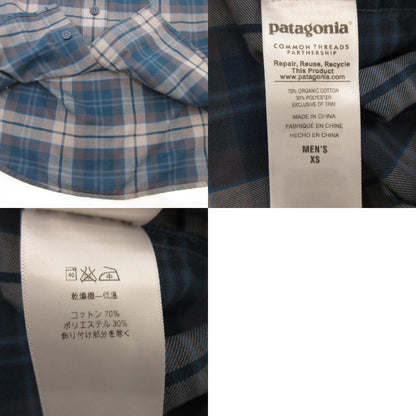 patagonia
COMMON THREADS
PARTNERSHIP
Repair, Reuse, Recycle
This Product
www.patagonia.com
70% ORGANIC COTTON
30% POLYESTER
EXCLUSIVE OF TRIM
MADE IN CHINA
FABRIQUÉ EN CHINE
HECHO EN CHINA
MEN'S
XS
40 中
乾燥機---低温
コットン 70%
ポリエステル 30%
飾り付け部分を除く